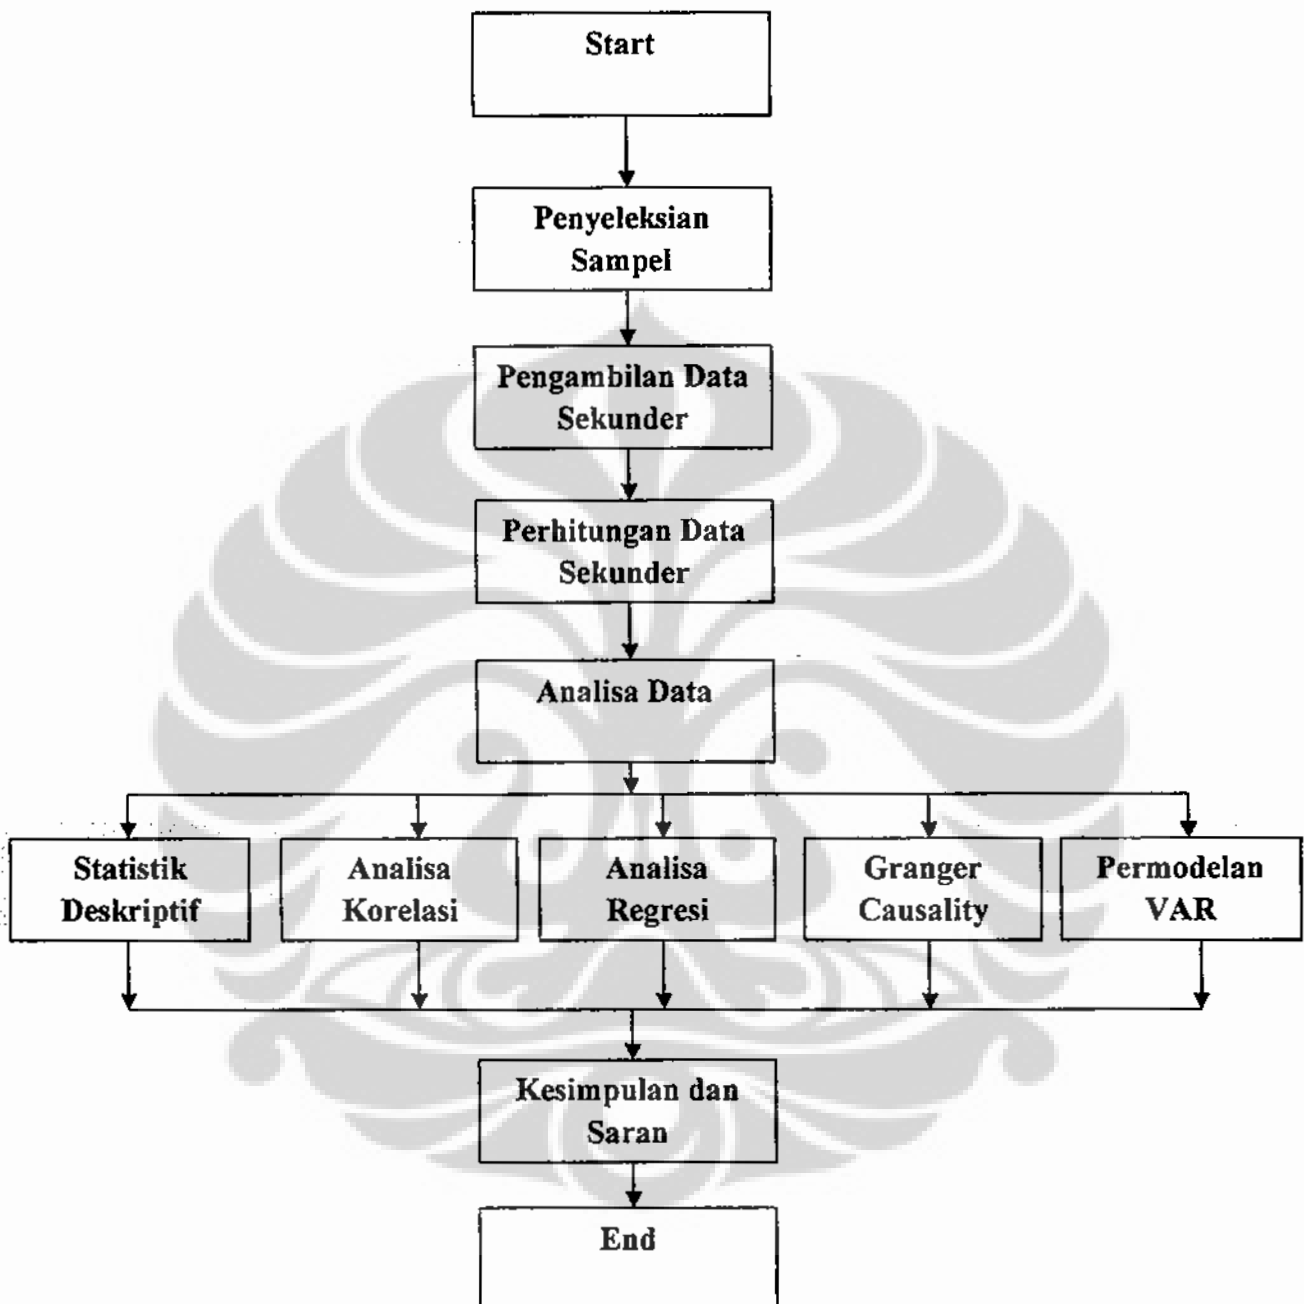 Start
Penyeleksian
Sampel
Pengambilan Data
Sekunder
Perhitungan Data
Sekunder
Analisa Data
Statistik
Deskriptif
Analisa
Korelasi
Analisa
Regresi
Granger
Causality
Permodelan
VAR
Kesimpulan dan
Saran
End